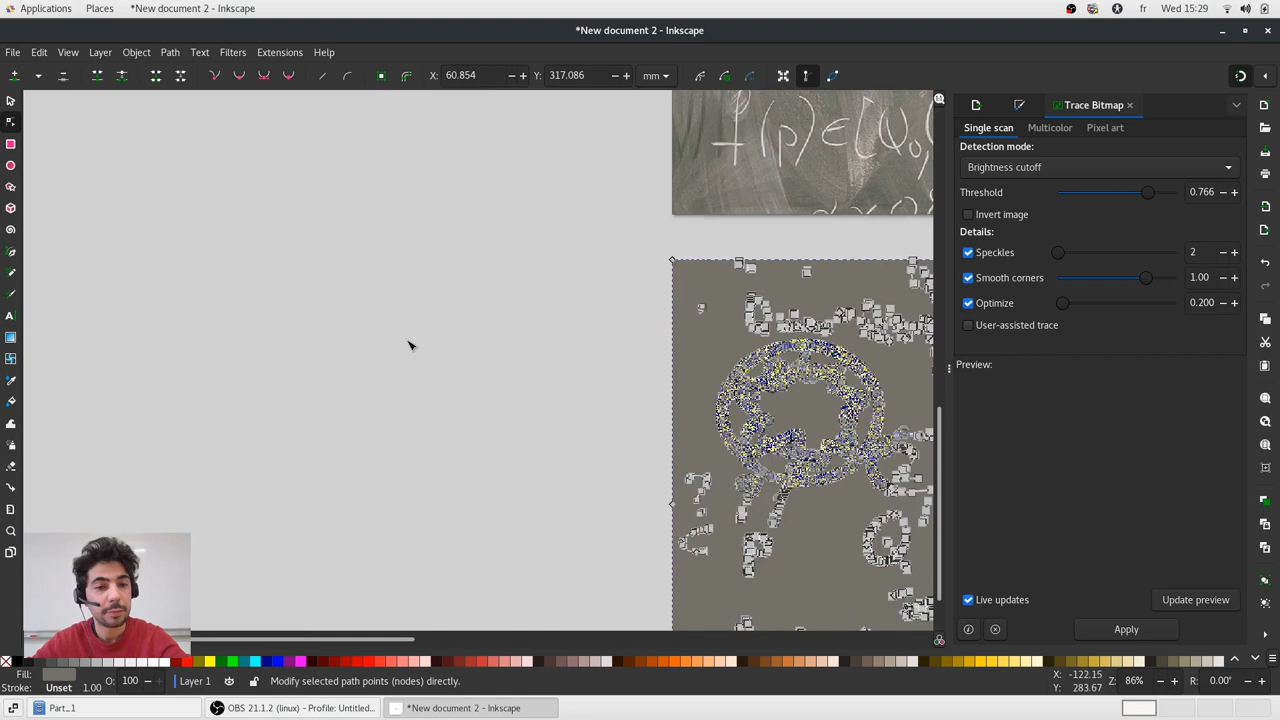 Applications Places *New document 2 - Inkscape fr Wed 15:29
*New document 2 - Inkscape
File Edit View Layer Object Path Text Filters Extensions Help
X: 60.854 Y: 317.086 mm
Trace Bitmap
Single scan Multicolor Pixel art
Detection mode:
Brightness cutoff
Threshold 0.766
Invert image
Details:
Speckles 2
Smooth corners 1.00
Optimize 0.200
User-assisted trace
Preview:
Live updates Update preview
Apply
Fill:
Stroke: Unset 1.00 O: 100 Layer 1 Modify selected path points (nodes) directly. X: -122.15 Y: 283.67 Z: 86% R: 0.00°
Part_1 OBS 21.1.2 (linux) - Profile: Untitled... *New document 2 - Inkscape